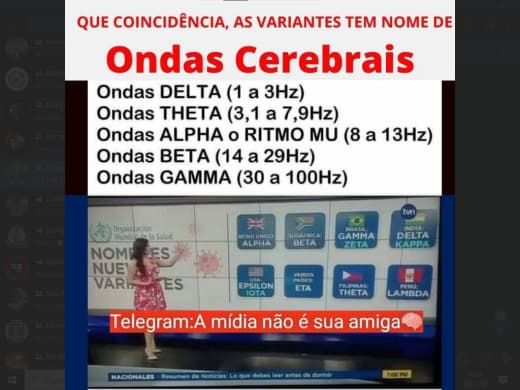 QUE COINCIDÊNCIA, AS VARIANTES TEM NOME DE
Ondas Cerebrais
Ondas DELTA (1 a 3Hz)
Ondas THETA (3,1 a 7,9Hz)
Ondas ALPHA o RITMO MU (8 a 13Hz)
Ondas BETA (14 a 29Hz)
Ondas GAMMA (30 a 100Hz)
tvn
Organización
Mundial de la Salud
REINO UNIDO:
ALPHA
SUDÁFRICA:
BETA
BRASIL:
GAMMA
ZETA
INDIA:
DELTA
KAPPA
USA:
EPSILON
IOTA
VARIOS
PAÍSES:
ETA
FILIPINAS:
THETA
PERÚ:
LAMBDA
Telegram:A mídia não é sua amiga
NACIONALES
Resumen de Noticias: Lo que debes leer antes de dormir